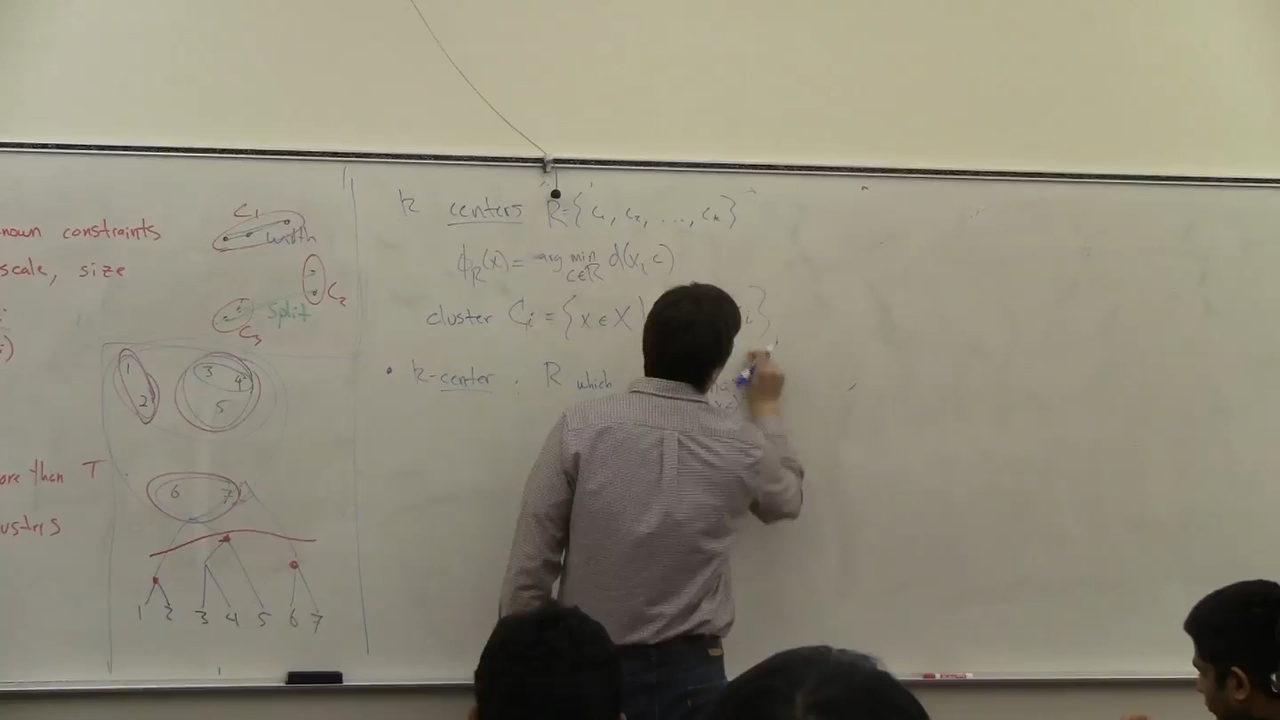 nown constraints
scale, size
i)
ore then T
usters
C1
width
C2
split
C3
1
2
3
4
5
6
7
1 2 3 4 5 6 7
k centers R = {c1, c2, ..., ck}
ϕR(x) = arg min c∈R d(x, c)
cluster Ci = {x ∈ X | i}
• k-center . R which